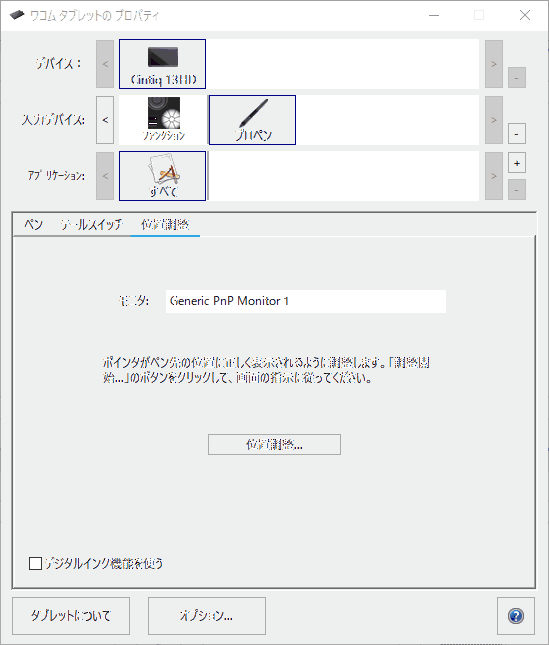 ワコム タブレットの プロパティ
デバイス：
<
Cintiq 13HD
>
-
入力デバイス:
<
ファンクション
プロペン
>
-
アプリケーション:
<
すべて
>
+
-
ペン テールスイッチ 位置調整
モニタ: Generic PnP Monitor 1
ポインタがペン先の位置に正しく表示されるように調整します。「調整開
始...」のボタンをクリックして、画面の指示に従ってください。
位置調整...
デジタルインク機能を使う
タブレットについて オプション... ?